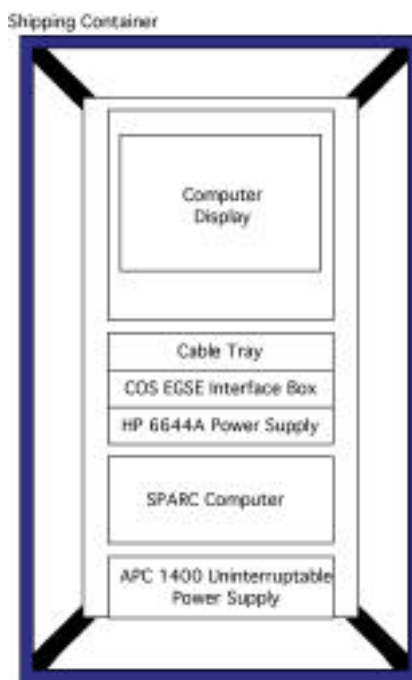 Shipping Container
Computer
Display
Cable Tray
COS EGSE Interface Box
HP 6644A Power Supply
SPARC Computer
APC 1400 Uninterruptable
Power Supply